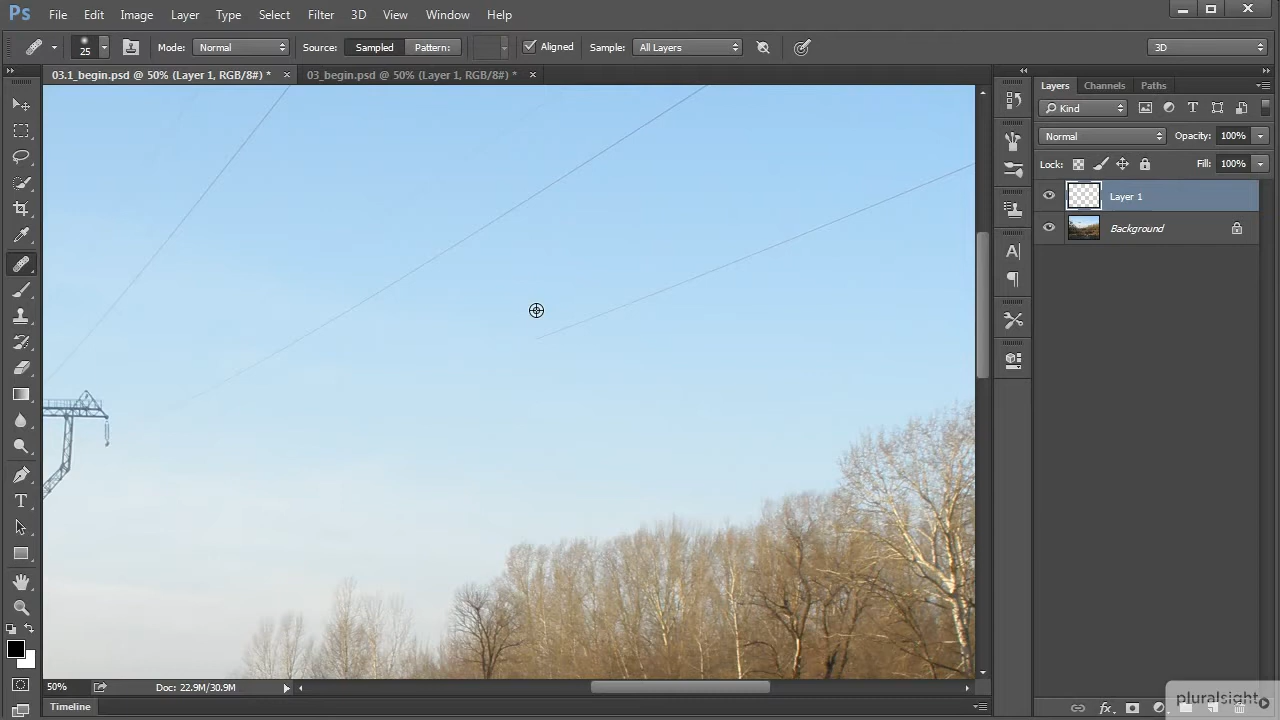 Ps File Edit Image Layer Type Select Filter 3D View Window Help
25 Mode: Normal Source: Sampled Pattern: Aligned Sample: All Layers 3D
03.1_begin.psd @ 50% (Layer 1, RGB/8#) * × 03_begin.psd @ 50% (Layer 1, RGB/8#) * ×
Layers Channels Paths
Kind
Normal Opacity: 100%
Lock: Fill: 100%
Layer 1
Background
50% Doc: 22.9M/30.9M
Timeline
pluralsight